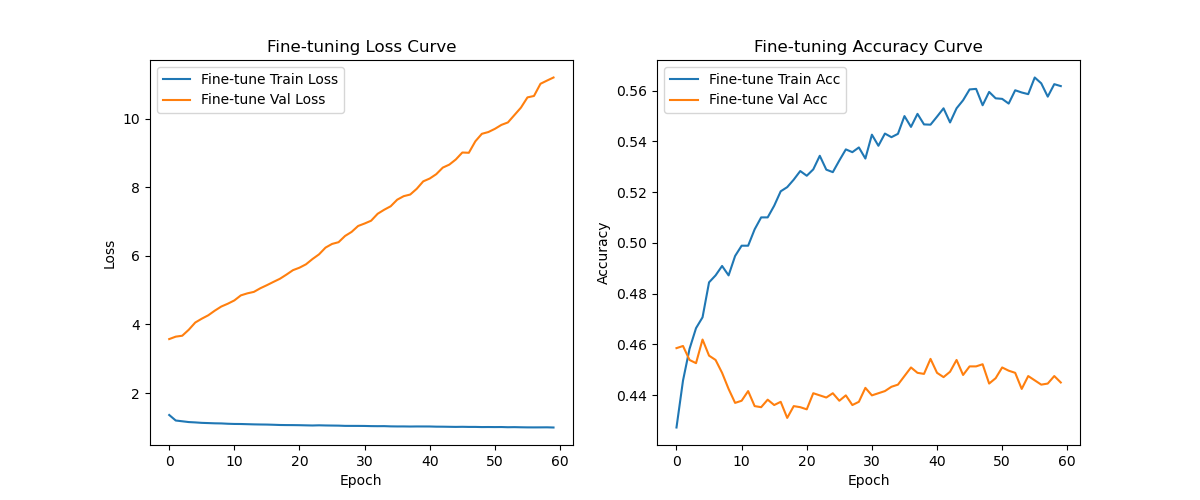 Fine-tuning Loss Curve
Fine-tune Train Loss
Fine-tune Val Loss
10
8
6
4
2
Loss
0 10 20 30 40 50 60
Epoch
Fine-tuning Accuracy Curve
Fine-tune Train Acc
Fine-tune Val Acc
0.56
0.54
0.52
0.50
0.48
0.46
0.44
Accuracy
0 10 20 30 40 50 60
Epoch